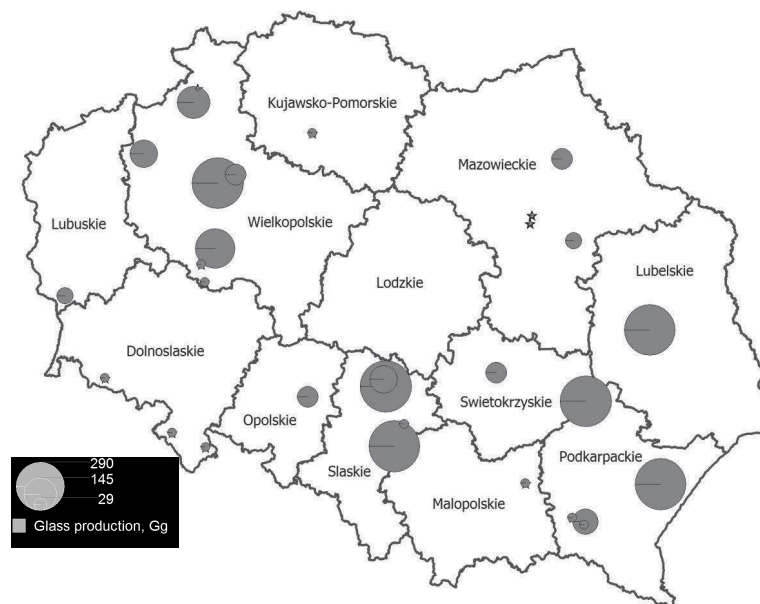 Kujawsko-Pomorskie
Mazowieckie
Lubuskie
Wielkopolskie
Lubelskie
Lodzkie
Dolnoslaskie
Swietokrzyskie
Opolskie
Podkarpackie
Slaskie
Malopolskie
290
145
29
Glass production, Gg